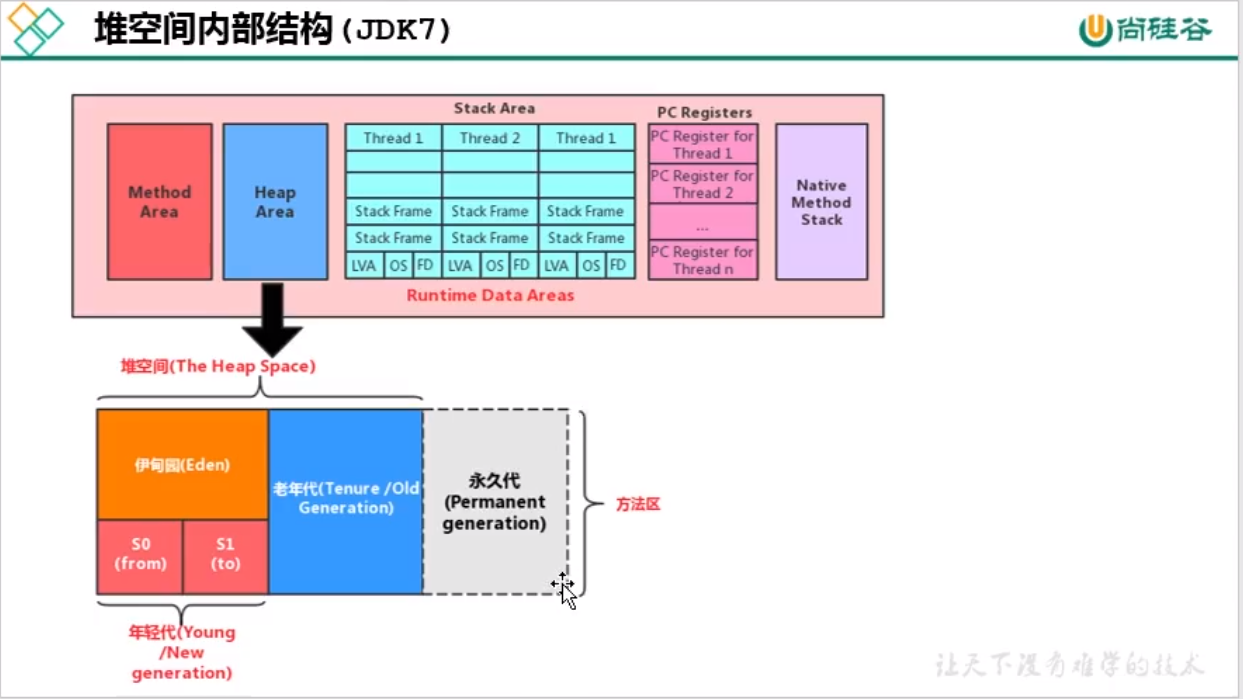 堆空间内部结构(JDK7)
尚硅谷
Stack Area
PC Registers
Method
Area
Heap
Area
Thread 1 Thread 2 Thread 1
Stack Frame Stack Frame Stack Frame
Stack Frame Stack Frame Stack Frame
LVA OS FD LVA OS FD LVA OS FD
PC Register for
Thread 1
PC Register for
Thread 2
...
PC Register for
Thread n
Native
Method
Stack
Runtime Data Areas
堆空间(The Heap Space)
伊甸园(Eden)
S0
(from)
S1
(to)
老年代(Tenure /Old
Generation)
永久代
(Permanent
generation)
方法区
年轻代(Young
/New
generation)
让天下没有难学的技术